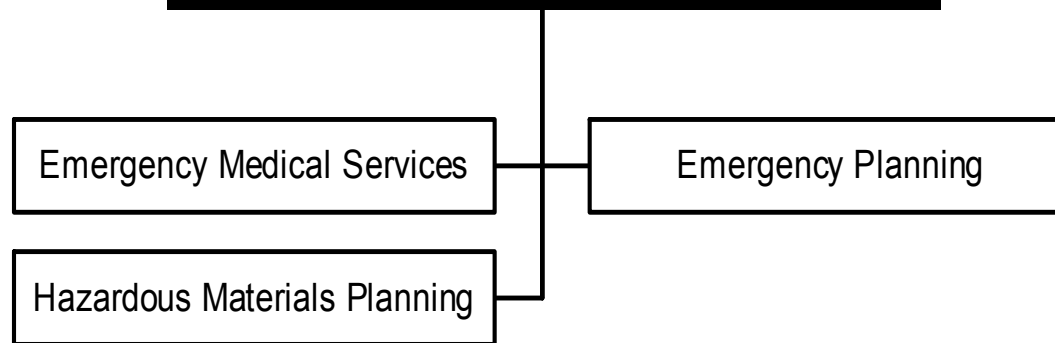 Emergency Medical Services
Emergency Planning
Hazardous Materials Planning